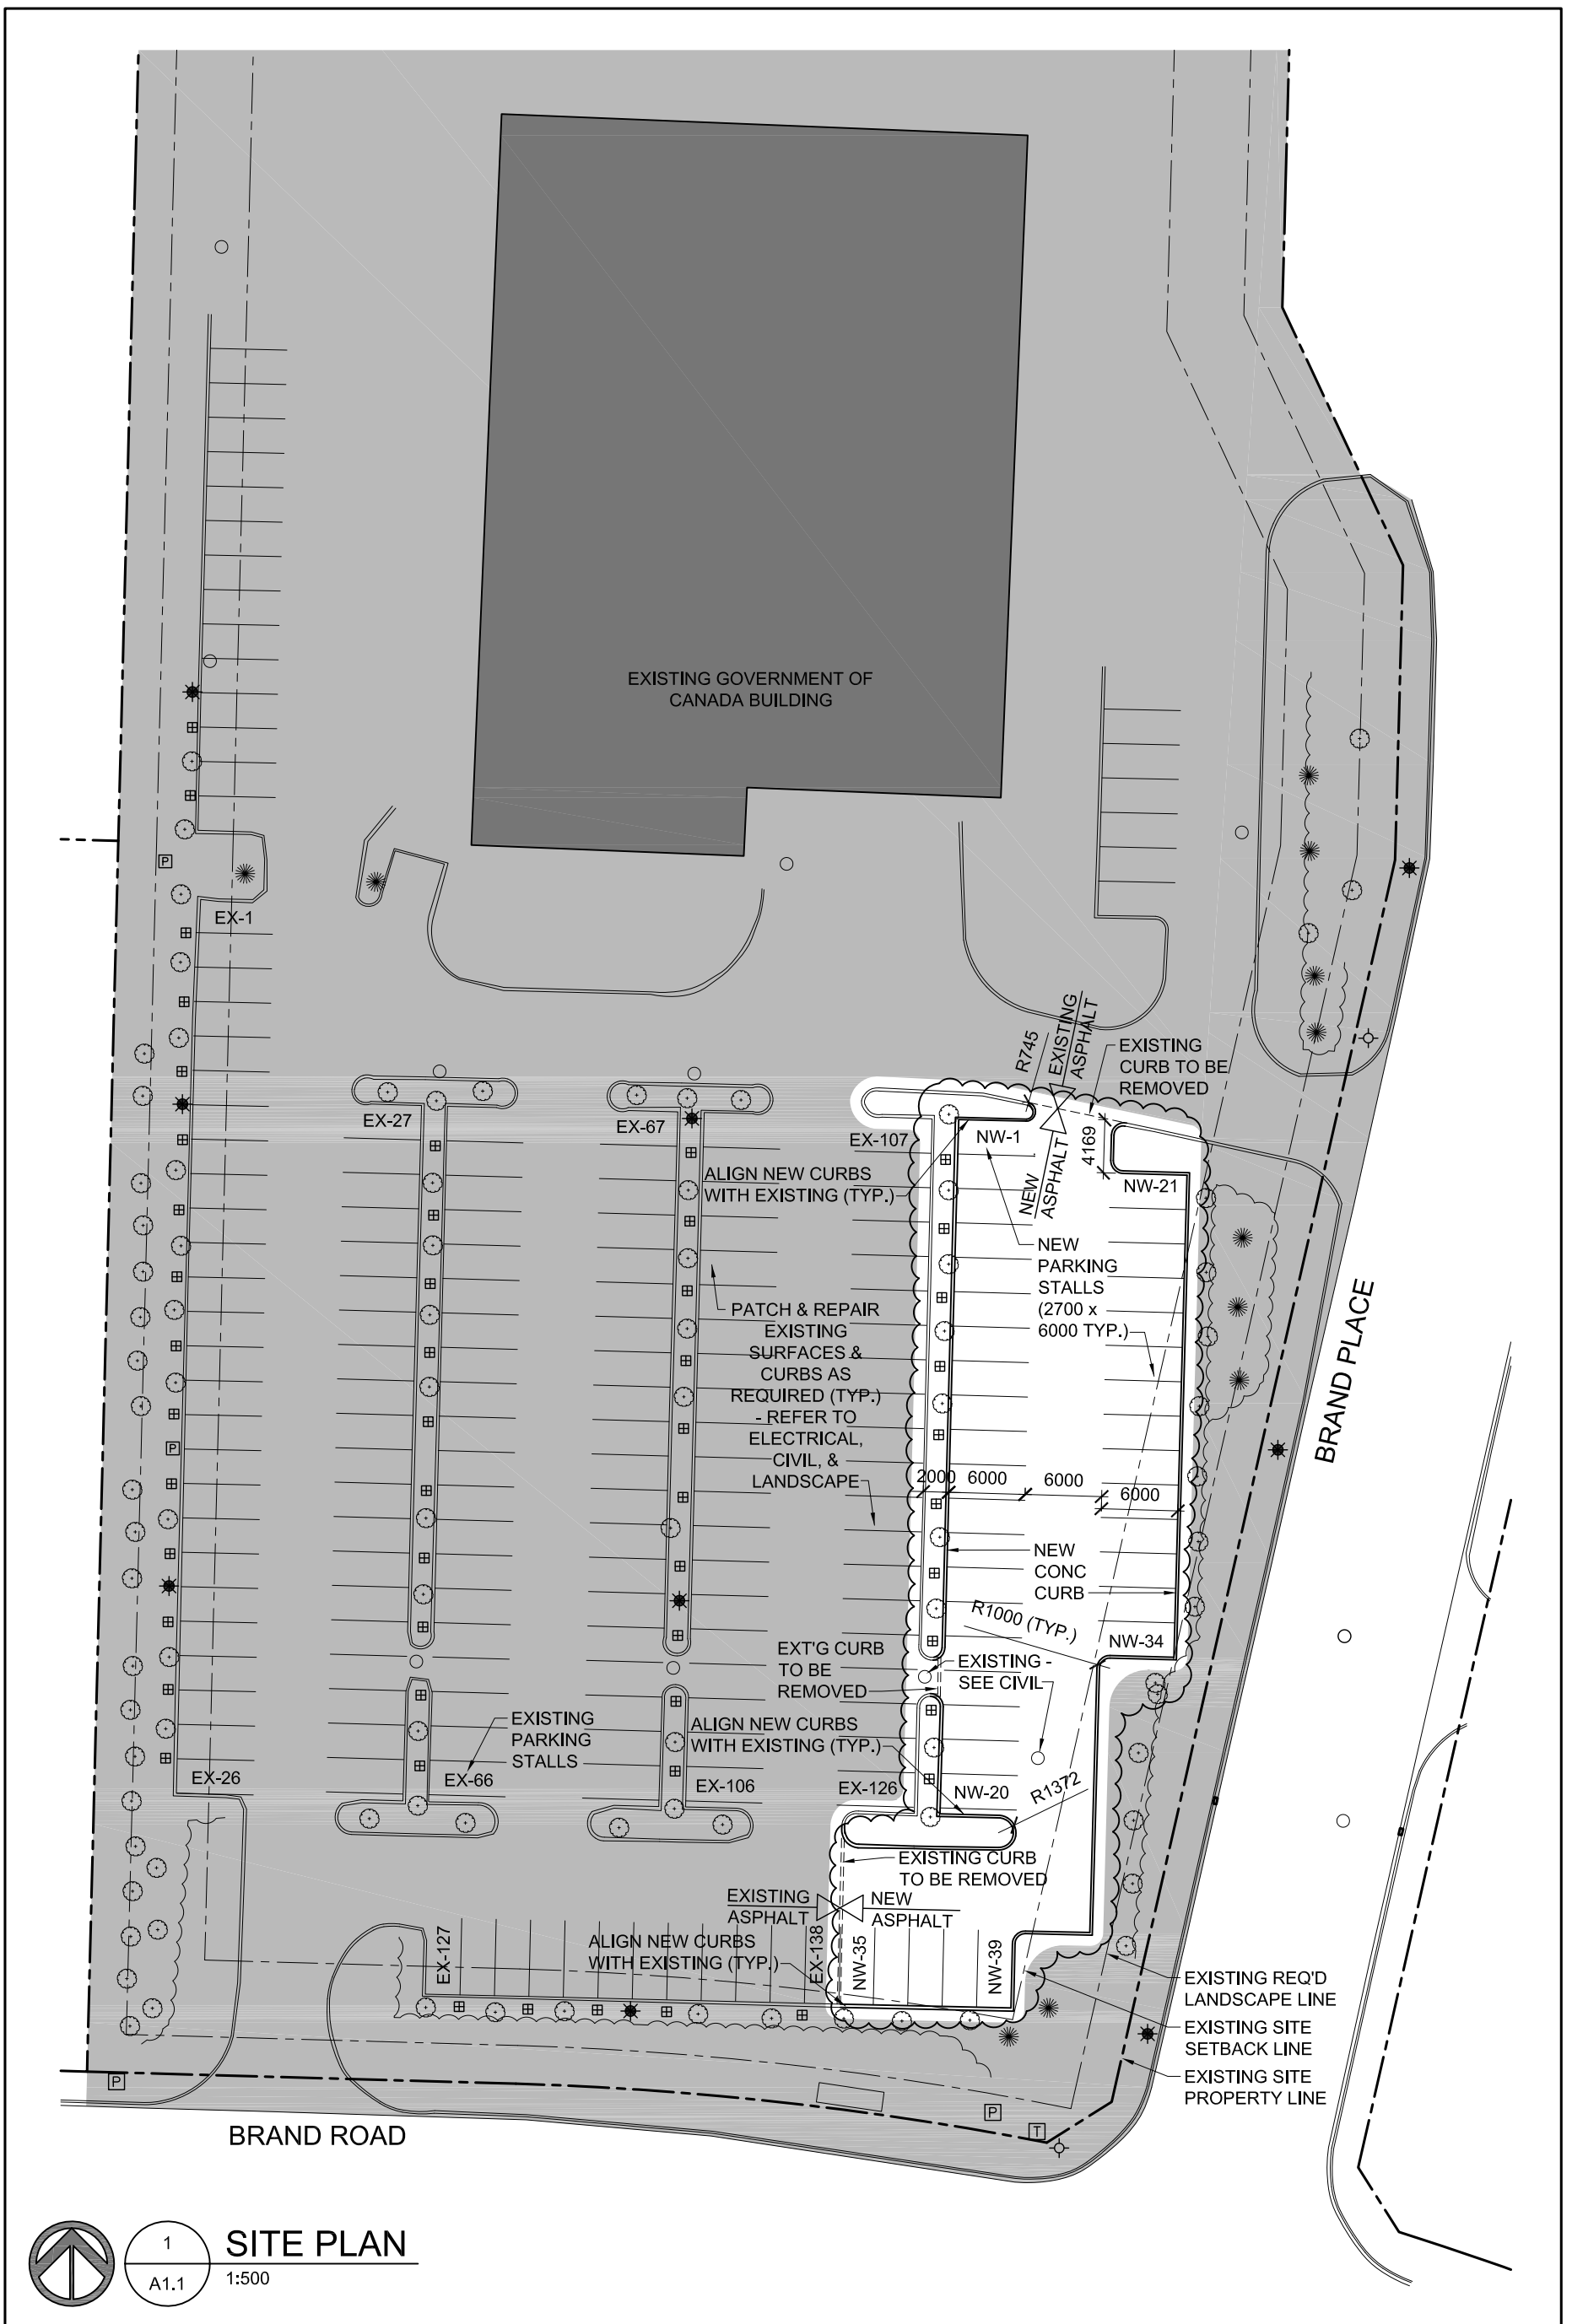 EXISTING GOVERNMENT OF
CANADA BUILDING
P
EX-1
R745
EXISTING
ASPHALT
NEW
ASPHALT
EXISTING
CURB TO BE
REMOVED
4169
EX-27
EX-67
EX-107
NW-1
NW-21
ALIGN NEW CURBS
WITH EXISTING (TYP.)
NEW
PARKING
STALLS
(2700 x
6000 TYP.)
PATCH & REPAIR
EXISTING
SURFACES &
CURBS AS
REQUIRED (TYP.)
- REFER TO
ELECTRICAL,
CIVIL, &
LANDSCAPE
BRAND PLACE
P
2000
6000
6000
6000
NEW
CONC
CURB
R1000 (TYP.)
NW-34
EXT'G CURB
TO BE
REMOVED
EXISTING -
SEE CIVIL
EXISTING
PARKING
STALLS
ALIGN NEW CURBS
WITH EXISTING (TYP.)
EX-26
EX-66
EX-106
EX-126
NW-20
R1372
EXISTING CURB
TO BE REMOVED
EXISTING
ASPHALT
NEW
ASPHALT
ALIGN NEW CURBS
WITH EXISTING (TYP.)
EX-127
EX-138
NW-35
NW-39
EXISTING REQ'D
LANDSCAPE LINE
EXISTING SITE
SETBACK LINE
EXISTING SITE
PROPERTY LINE
P
P
T
BRAND ROAD
1
A1.1
SITE PLAN
1:500